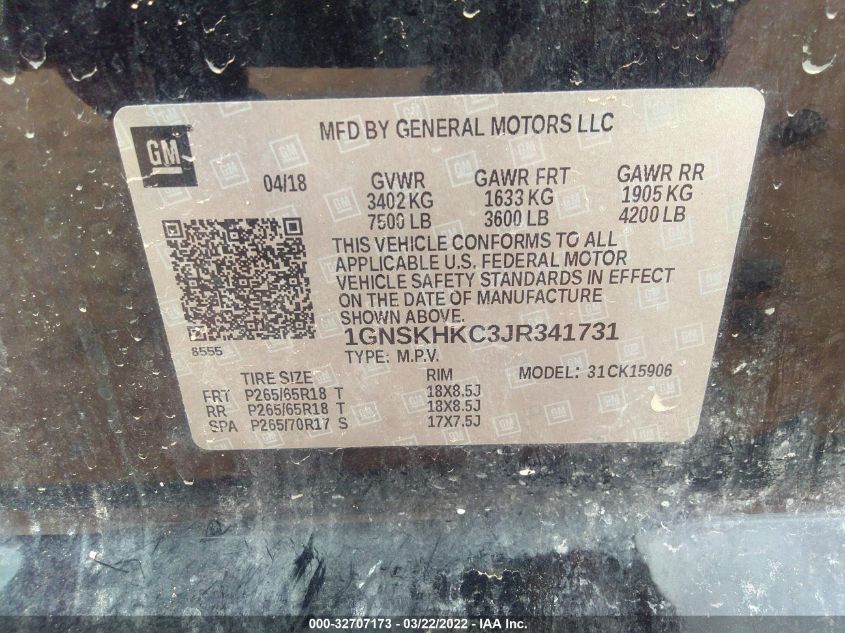 MFD BY GENERAL MOTORS LLC
GM
04/18 GVWR GAWR FRT GAWR RR
3402 KG 1633 KG 1905 KG
7500 LB 3600 LB 4200 LB
THIS VEHICLE CONFORMS TO ALL
APPLICABLE U.S. FEDERAL MOTOR
VEHICLE SAFETY STANDARDS IN EFFECT
ON THE DATE OF MANUFACTURE
SHOWN ABOVE.
8555
1GNSKHKC3JR341731
TYPE: M.P.V.
TIRE SIZE RIM MODEL: 31CK15906
FRT P265/65R18 T 18X8.5J
RR P265/65R18 T 18X8.5J
SPA P265/70R17 S 17X7.5J
000-32707173 - 03/22/2022 - IAA Inc.